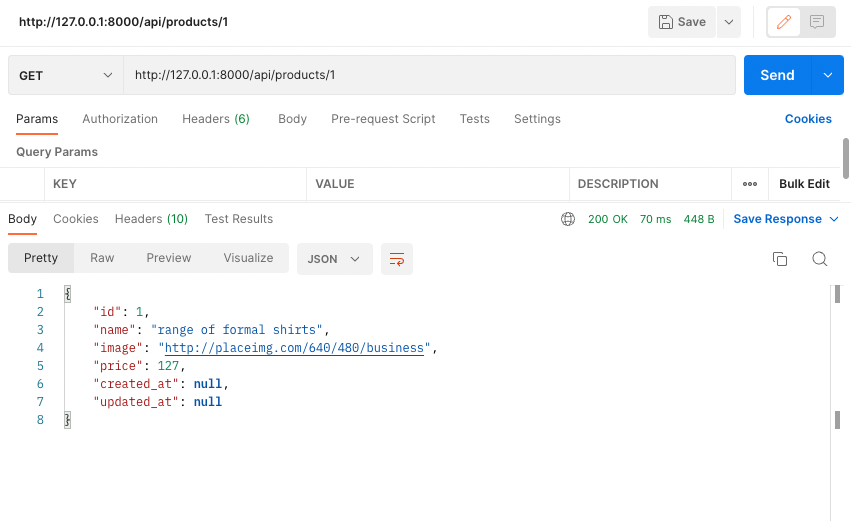 http://127.0.0.1:8000/api/products/1
Save
GET
http://127.0.0.1:8000/api/products/1
Send
Params Authorization Headers (6) Body Pre-request Script Tests Settings Cookies
Query Params
KEY VALUE DESCRIPTION ooo Bulk Edit
Body Cookies Headers (10) Test Results 200 OK 70 ms 448 B Save Response
Pretty Raw Preview Visualize JSON
1 {
2 "id": 1,
3 "name": "range of formal shirts",
4 "image": "http://placeimg.com/640/480/business",
5 "price": 127,
6 "created_at": null,
7 "updated_at": null
8 }